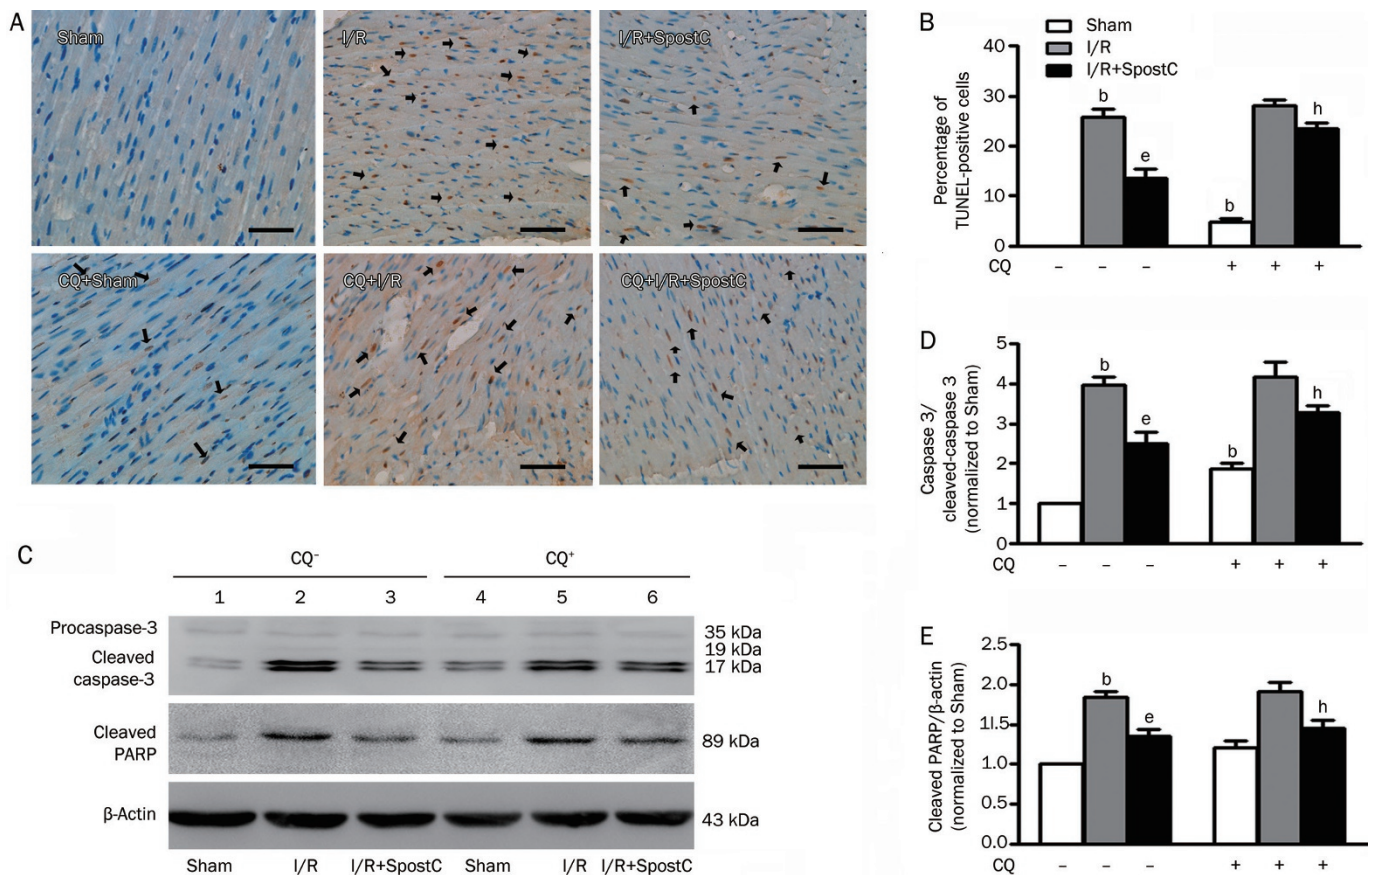 A
Sham
I/R
I/R+SpostC
CQ+Sham
CQ+I/R
CQ+I/R+SpostC
B
Sham
I/R
I/R+SpostC
Percentage of
TUNEL-positive cells
40
30
20
10
0
b
e
b
h
CQ – – – + + +
C
CQ⁻ CQ⁺
1 2 3 4 5 6
Procaspase-3
Cleaved
caspase-3
35 kDa
19 kDa
17 kDa
Cleaved
PARP
89 kDa
β-Actin
43 kDa
Sham I/R I/R+SpostC Sham I/R I/R+SpostC
D
Caspase 3/
cleaved-caspase 3
(normalized to Sham)
5
4
3
2
1
0
b
e
b
h
CQ – – – + + +
E
Cleaved PARP/β-actin
(normalized to Sham)
2.5
2.0
1.5
1.0
0.5
0.0
b
e
h
CQ – – – + + +